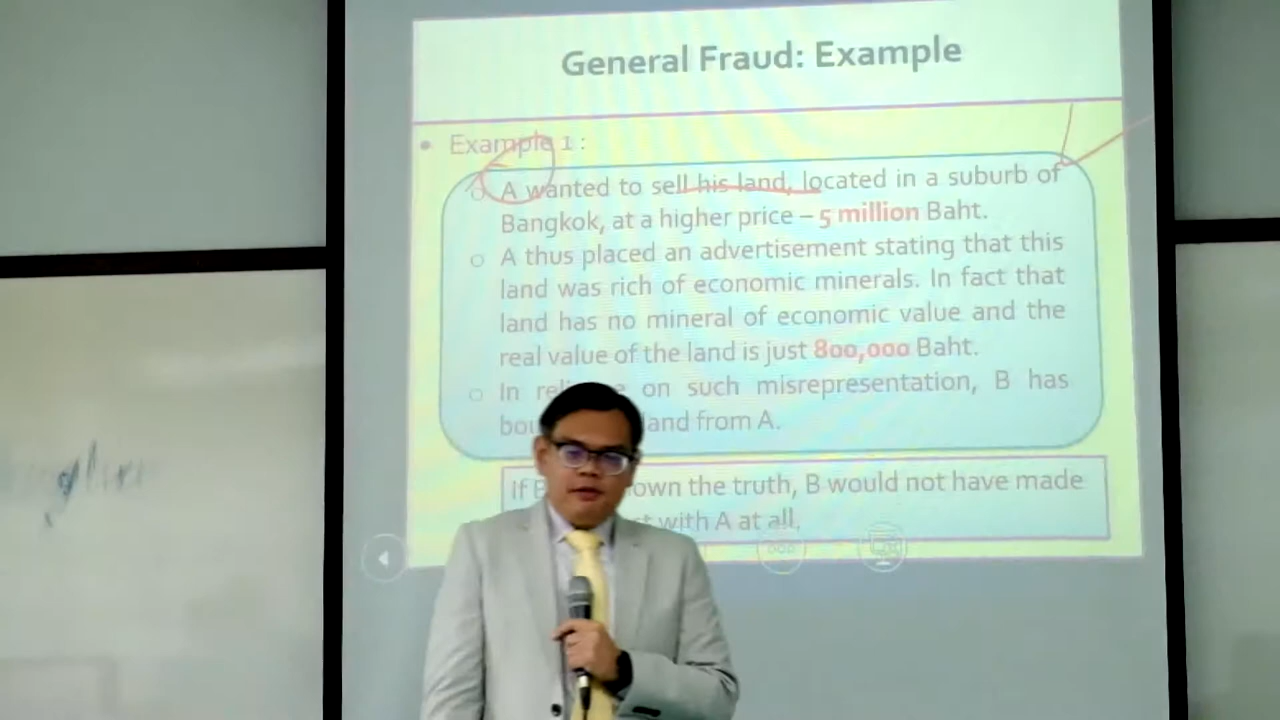 General Fraud: Example
• Example 1 :
o A wanted to sell his land, located in a suburb of
Bangkok, at a higher price – 5 million Baht.
o A thus placed an advertisement stating that this
land was rich of economic minerals. In fact that
land has no mineral of economic value and the
real value of the land is just 800,000 Baht.
o In on such misrepresentation, B has
land from A.
If the truth, B would not have made
with A at all.